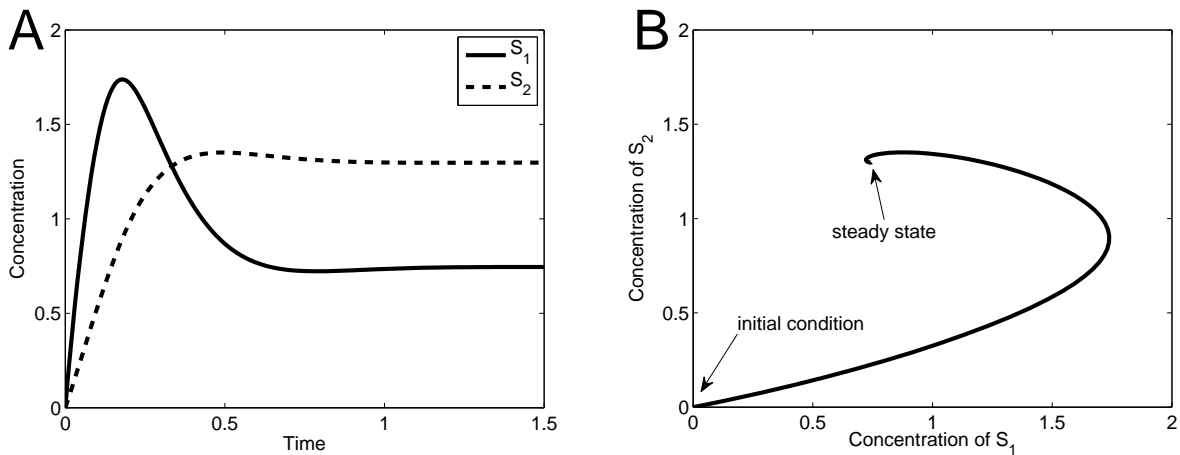 A
2
1.5
1
0.5
0
0
0.5
1
1.5
Concentration
Time
S1
S2
B
2
1.5
1
0.5
0
0
0.5
1
1.5
2
Concentration of S2
Concentration of S1
steady state
initial condition